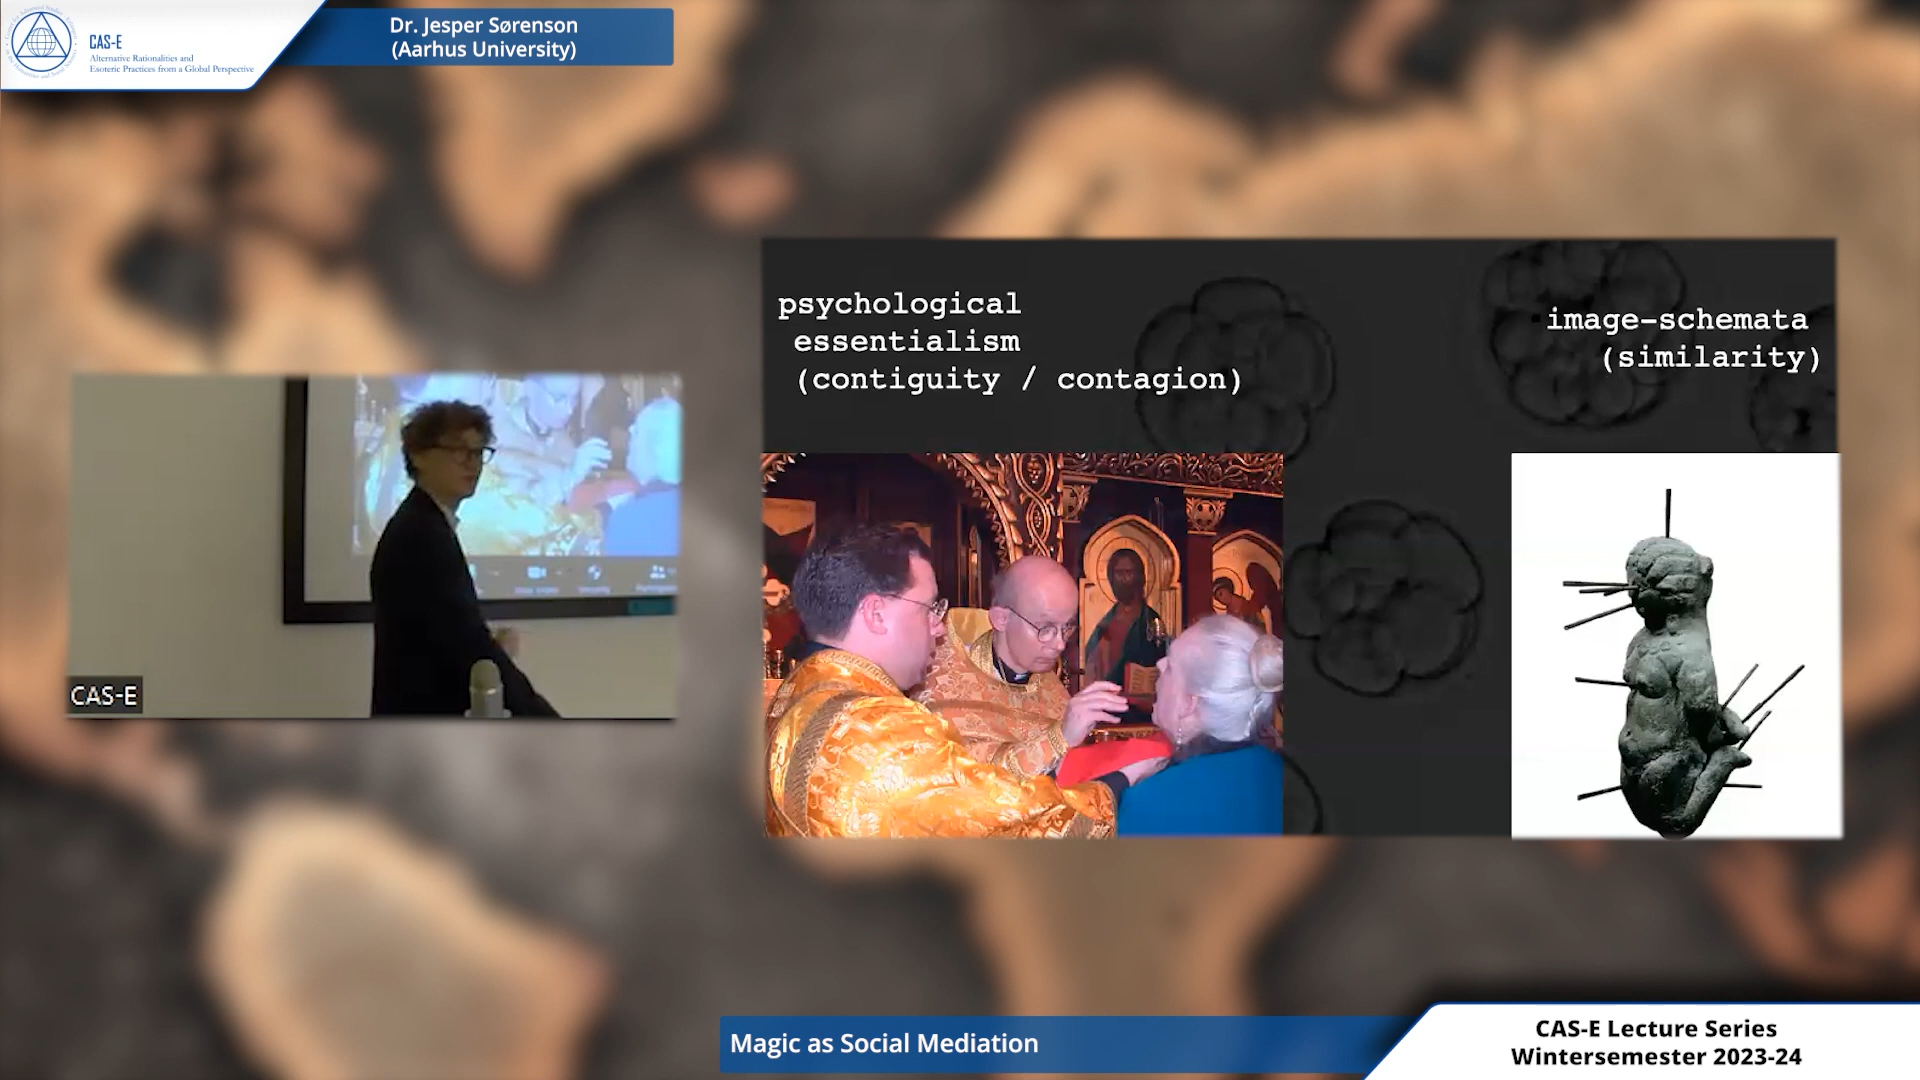 CAS-E
Alternative Rationalities and
Esoteric Practices from a Global Perspective
Dr. Jesper Sørenson
(Aarhus University)
psychological
essentialism
(contiguity / contagion)
image-schemata
(similarity)
CAS-E
Magic as Social Mediation
CAS-E Lecture Series
Wintersemester 2023-24